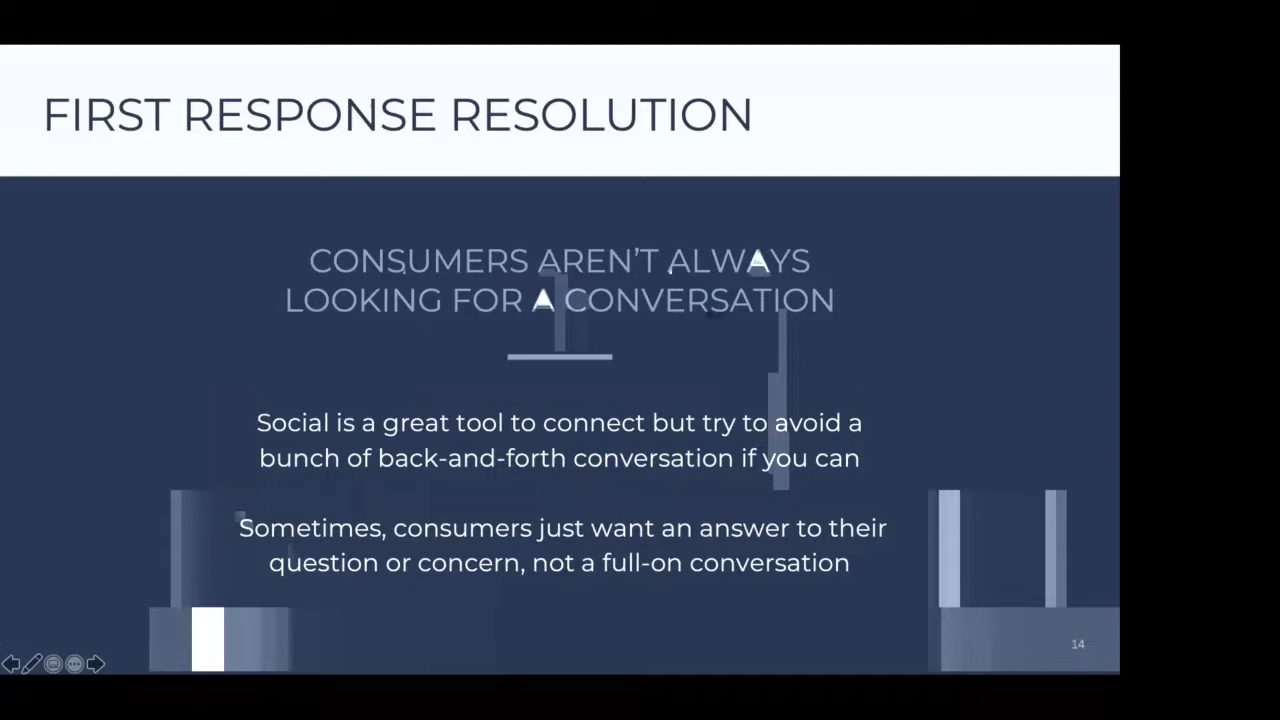 FIRST RESPONSE RESOLUTION
CONSUMERS AREN'T ALWAYS
LOOKING FOR A CONVERSATION
Social is a great tool to connect but try to avoid a
bunch of back-and-forth conversation if you can
Sometimes, consumers just want an answer to their
question or concern, not a full-on conversation
14